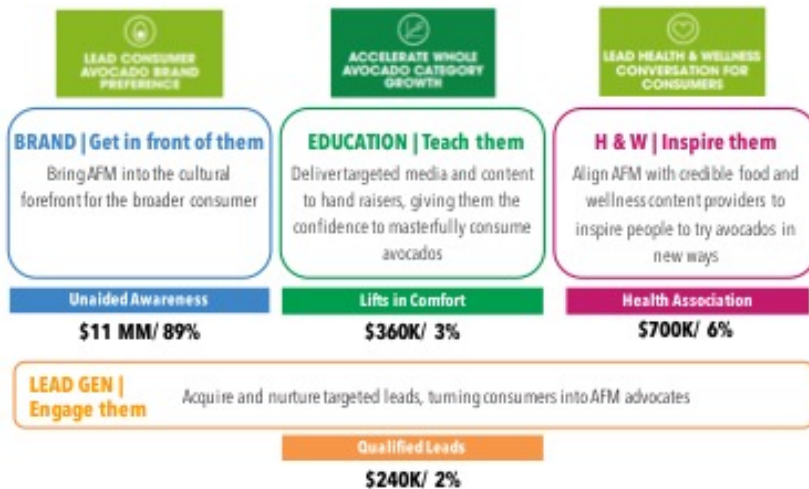 LEAD CONSUMER
AVOCADO BRAND
PREFERENCE
ACCELERATE WHOLE
AVOCADO CATEGORY
GROWTH
LEAD HEALTH & WELLNESS
CONVERSATION FOR
CONSUMERS
BRAND | Get in front of them
Bring AFM into the cultural
forefront for the broader consumer
EDUCATION | Teach them
Deliver targeted media and content
to hand raisers, giving them the
confidence to masterfully consume
avocados
H & W | Inspire them
Align AFM with credible food and
wellness content providers to
inspire people to try avocados in
new ways
Unaided Awareness
$11 MM/ 89%
Lifts in Comfort
$360K/ 3%
Health Association
$700K/ 6%
LEAD GEN |
Engage them
Acquire and nurture targeted leads, turning consumers into AFM advocates
Qualified Leads
$240K/ 2%